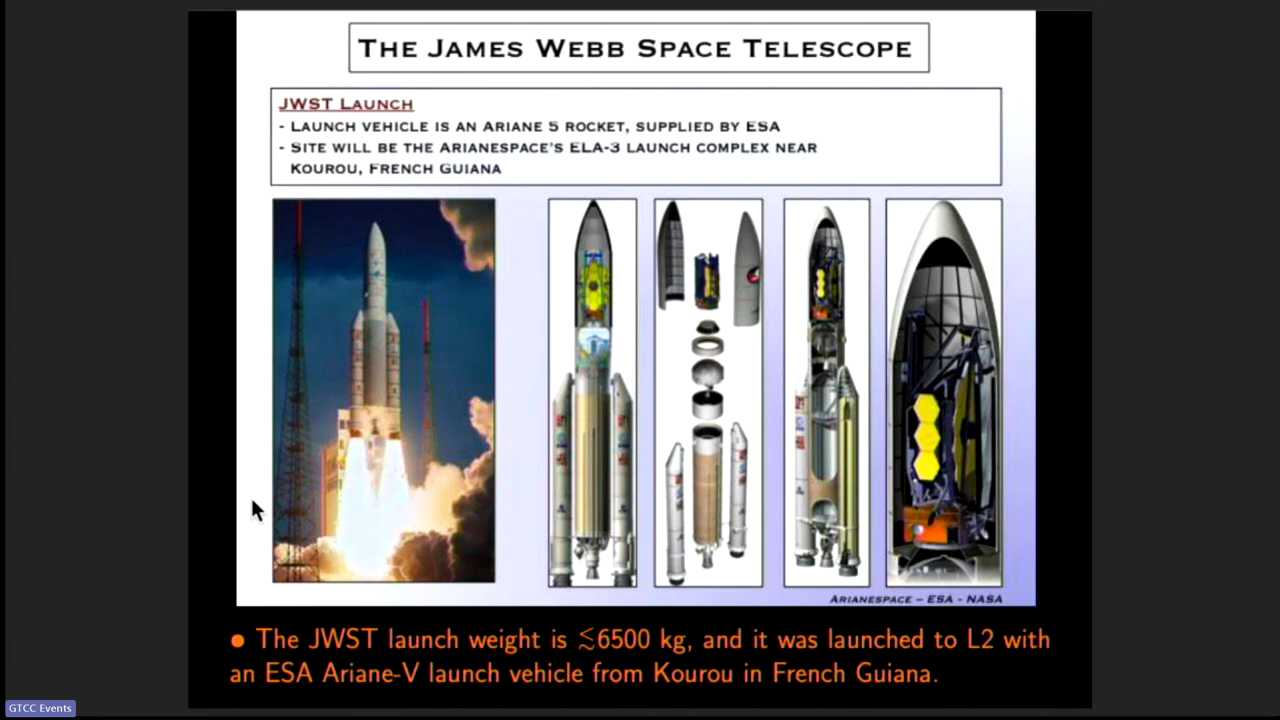 THE JAMES WEBB SPACE TELESCOPE
JWST LAUNCH
- LAUNCH VEHICLE IS AN ARIANE 5 ROCKET, SUPPLIED BY ESA
- SITE WILL BE THE ARIANESPACE'S ELA-3 LAUNCH COMPLEX NEAR
KOUROU, FRENCH GUIANA
ARIANESPACE – ESA - NASA
● The JWST launch weight is ≲6500 kg, and it was launched to L2 with
an ESA Ariane-V launch vehicle from Kourou in French Guiana.
GTCC Events